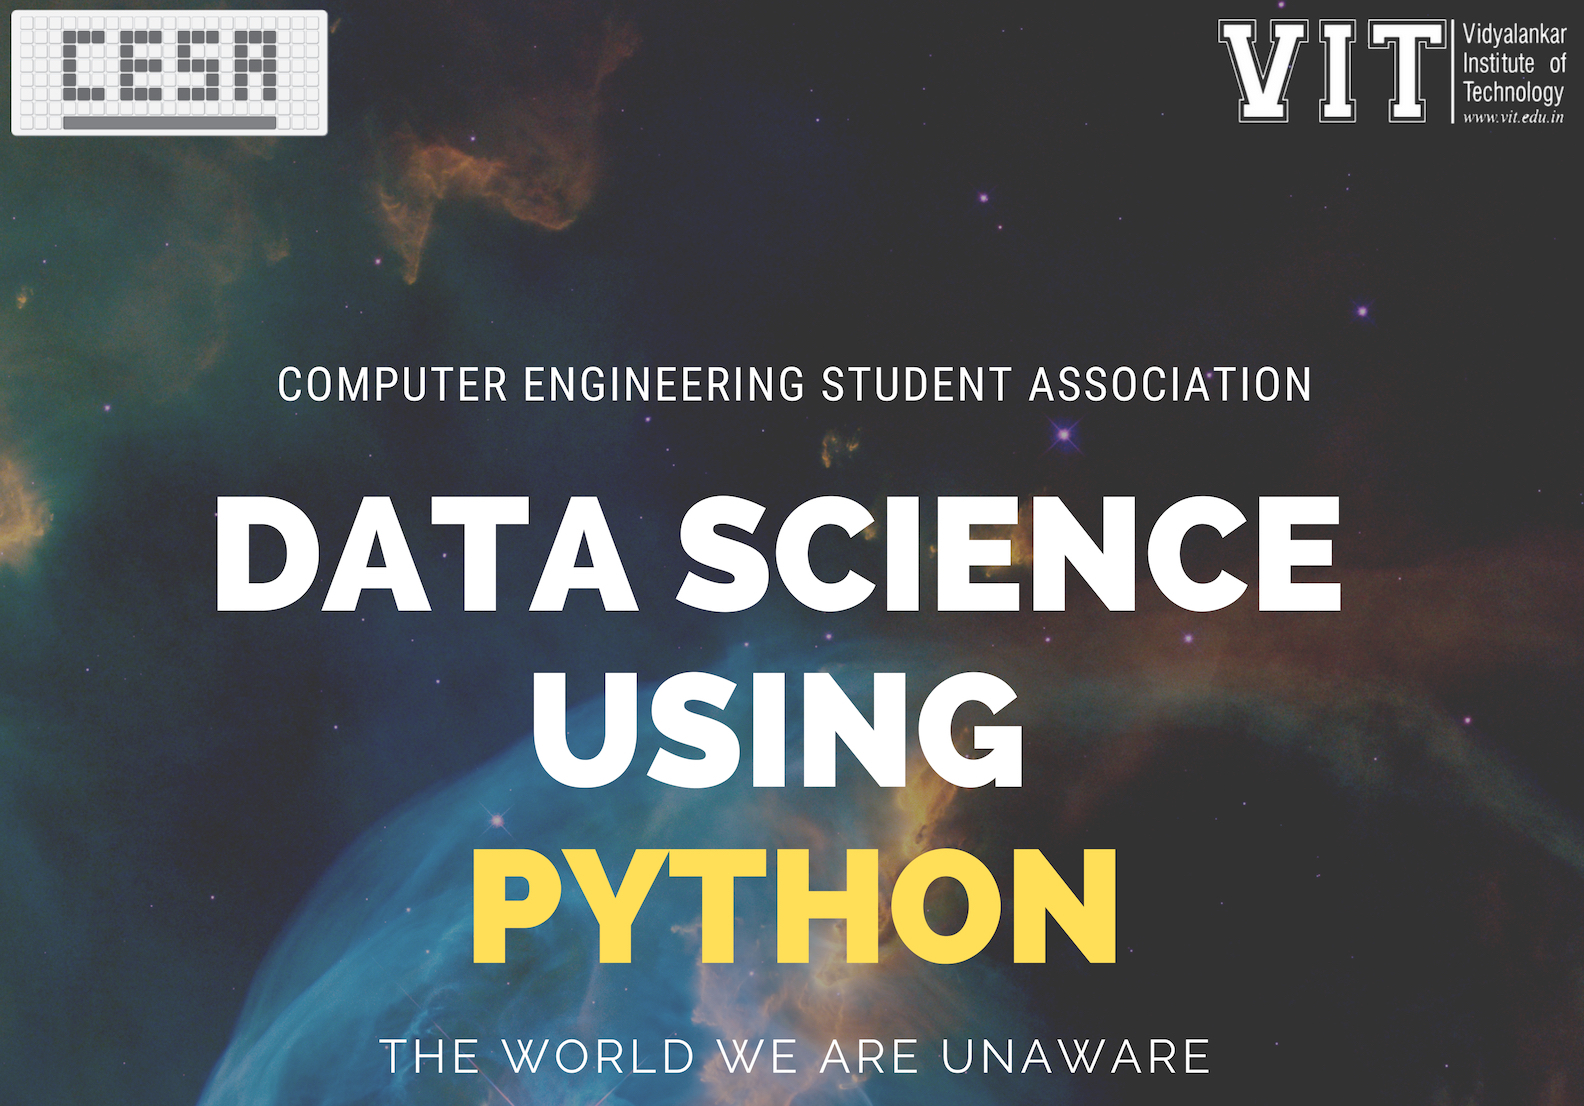 CESA
VIT
Vidyalankar
Institute of
Technology
www.vit.edu.in
COMPUTER ENGINEERING STUDENT ASSOCIATION
DATA SCIENCE
USING
PYTHON
THE WORLD WE ARE UNAWARE